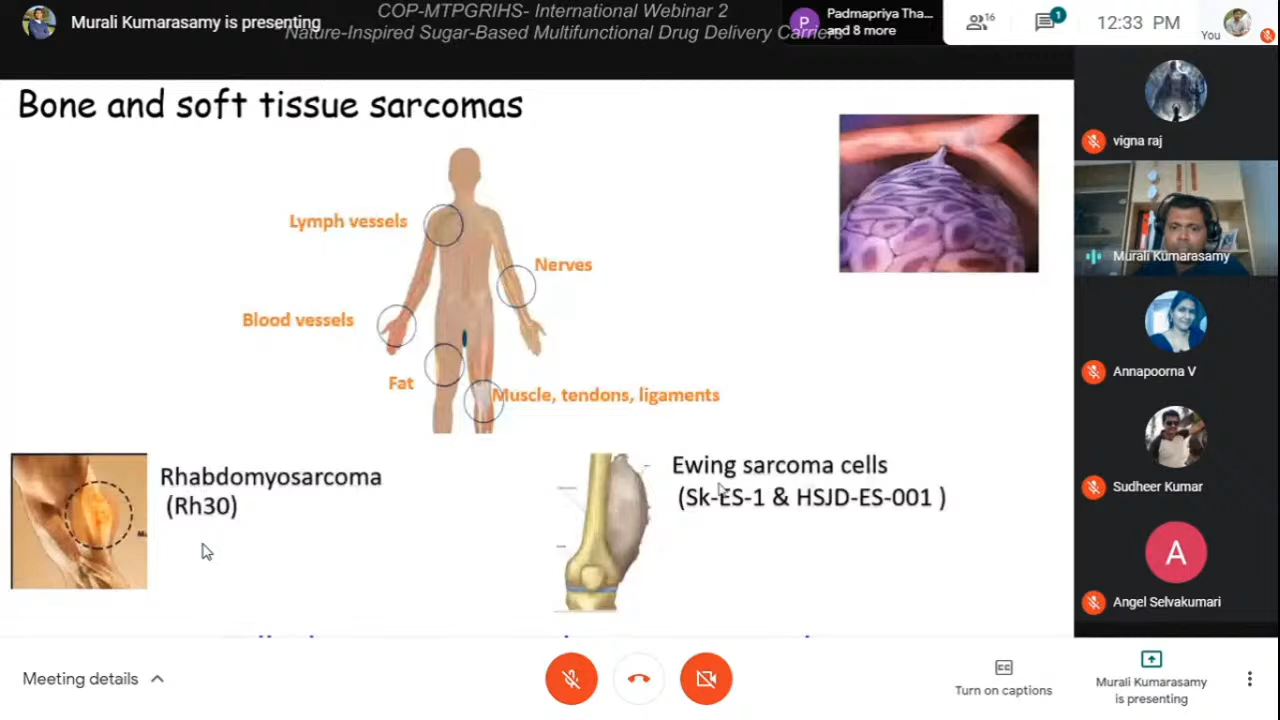 COP-MTPGRIHS- International Webinar 2
Murali Kumarasamy is presenting
Nature-Inspired Sugar-Based Multifunctional Drug Delivery Carriers
P
Padmapriya Tha...
and 8 more
16
1
12:33 PM
You
Bone and soft tissue sarcomas
Lymph vessels
Nerves
Blood vessels
Fat
Muscle, tendons, ligaments
Rhabdomyosarcoma
(Rh30)
Ewing sarcoma cells
(Sk-ES-1 & HSJD-ES-001 )
vigna raj
Murali Kumarasamy
Annapoorna V
Sudheer Kumar
A
Angel Selvakumari
Meeting details
CC
Turn on captions
Murali Kumarasamy
is presenting